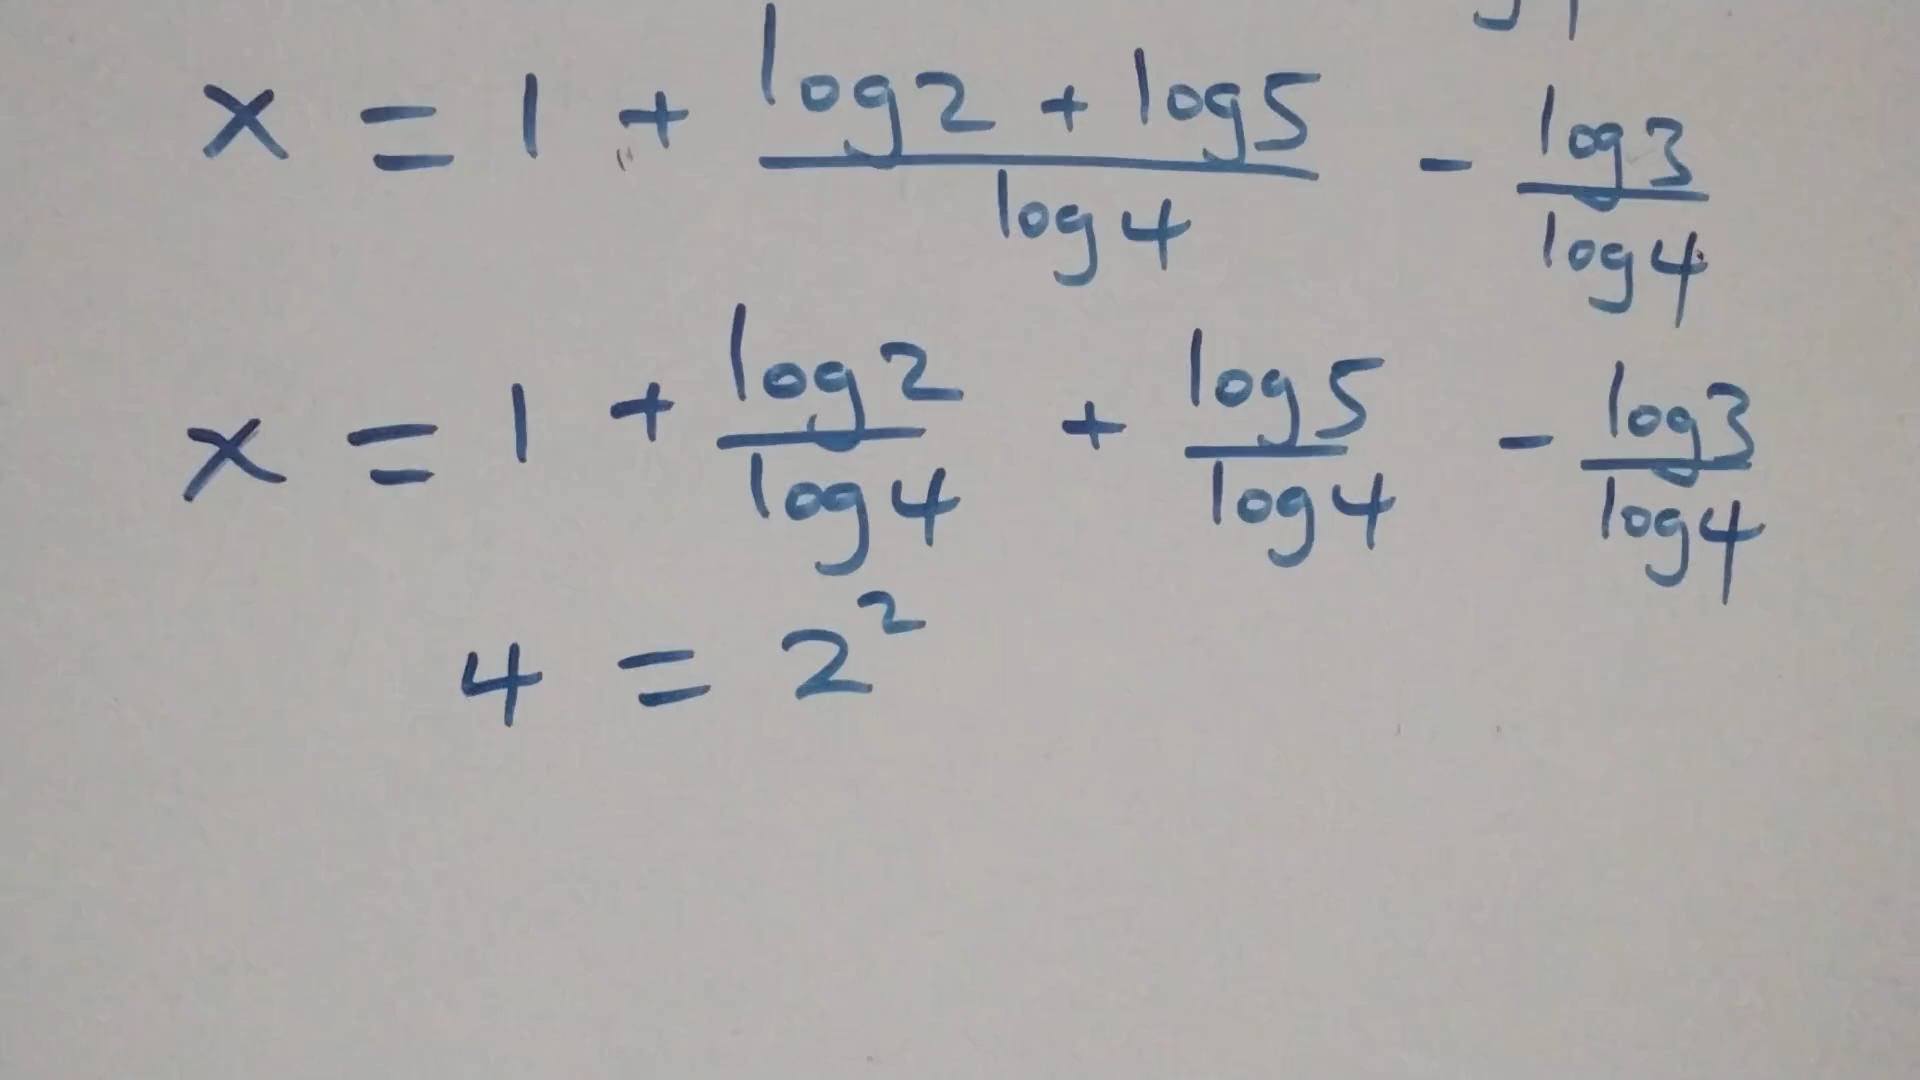 x = 1 + (log2 + log5)/log4 - log3/log4
x = 1 + log2/log4 + log5/log4 - log3/log4
4 = 2²